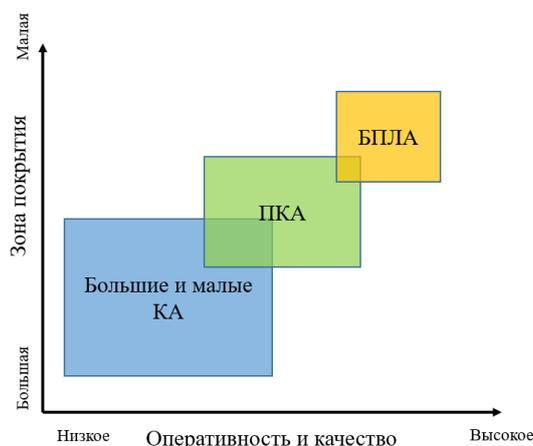 Малая
Зона покрытия
Большая
БПЛА
ПКА
Большие и малые
КА
Низкое
Оперативность и качество
Высокое